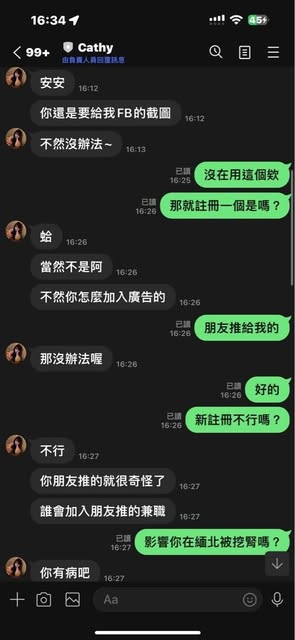 16:34
45
99+
Cathy
由負責人員回覆訊息
安安
16:12
你還是要給我FB的截圖
16:12
不然沒辦法~
16:13
已讀
16:25
沒在用這個欸
已讀
16:26
那就註冊一個是嗎？
蛤
16:26
當然不是阿
不然你怎麼加入廣告的
16:26
已讀
16:26
朋友推給我的
那沒辦法喔
16:26
已讀
16:26
好的
已讀
16:26
新註冊不行嗎？
不行
16:27
你朋友推的就很奇怪了
16:27
誰會加入朋友推的兼職
16:27
已讀
16:27
影響你在緬北被挖腎嗎？
你有病吧
16:27
Aa